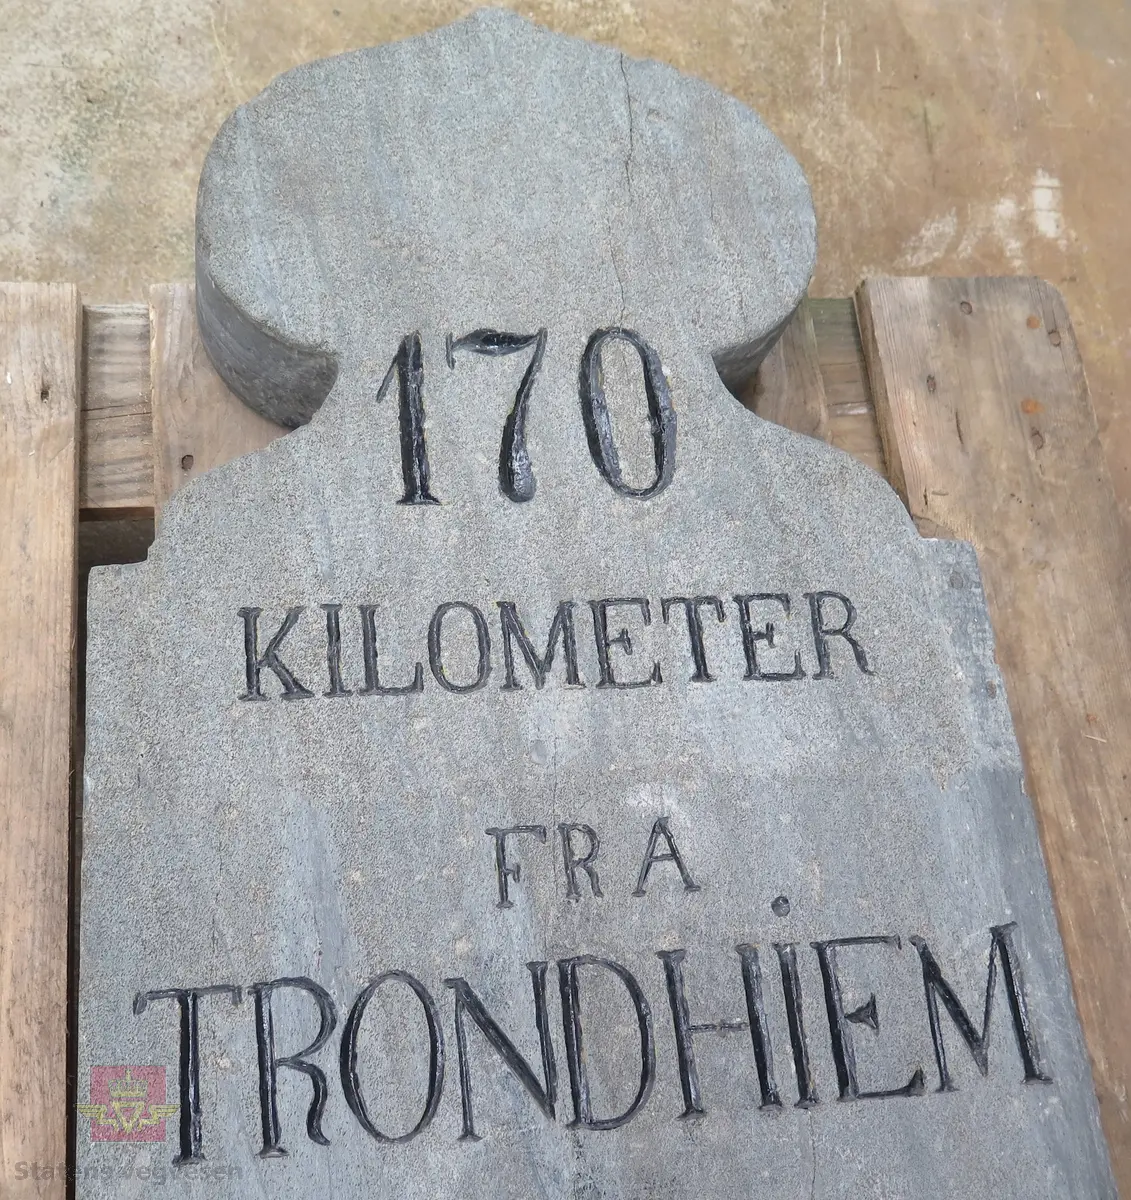 170
KILOMETER
FRA
TRONDHiEM
Statens vegvesen